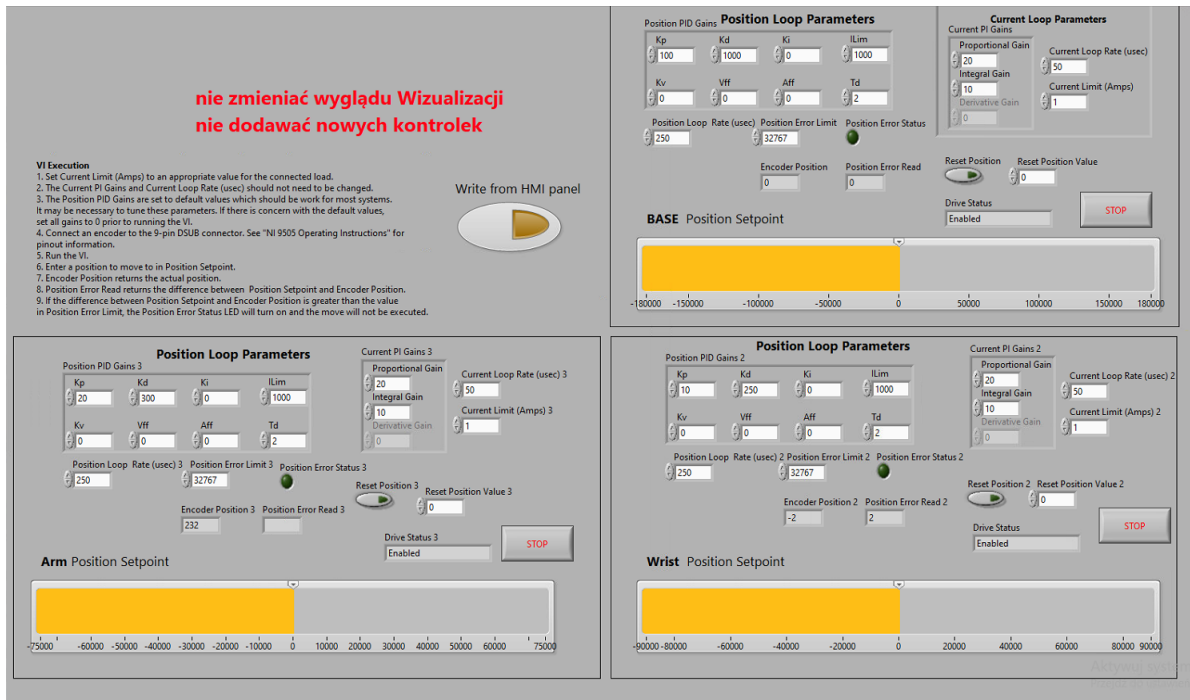 nie zmieniać wyglądu Wizualizacji
nie dodawać nowych kontrolek
VI Execution
1. Set Current Limit (Amps) to an appropriate value for the connected load.
2. The Current PI Gains and Current Loop Rate (usec) should not need to be changed.
3. The Position PID Gains are set to default values which should be work for most systems.
It may be necessary to tune these parameters. If there is concern with the default values,
set all gains to 0 prior to running the VI.
4. Connect an encoder to the 9-pin DSUB connector. See "NI 9505 Operating Instructions" for
pinout information.
5. Run the VI.
6. Enter a position to move to in Position Setpoint.
7. Encoder Position returns the actual position.
8. Position Error Read returns the difference between Position Setpoint and Encoder Position.
9. If the difference between Position Setpoint and Encoder Position is greater than the value
in Position Error Limit, the Position Error Status LED will turn on and the move will not be executed.
Write from HMI panel
Position PID Gains Position Loop Parameters
Kp Kd Ki ILim
100 1000 0 1000
Kv Vff Aff Td
0 0 0 2
Position Loop Rate (usec) Position Error Limit Position Error Status
250 32767
Encoder Position Position Error Read
0 0
Current Loop Parameters
Current PI Gains
Proportional Gain
20
Integral Gain
10
Derivative Gain
0
Current Loop Rate (usec)
50
Current Limit (Amps)
1
Reset Position Reset Position Value
0
Drive Status
Enabled
STOP
BASE Position Setpoint
-180000 -150000 -100000 -50000 0 50000 100000 150000 180000
Position Loop Parameters
Position PID Gains 3
Kp Kd Ki ILim
20 300 0 1000
Kv Vff Aff Td
0 0 0 2
Position Loop Rate (usec) 3 Position Error Limit 3 Position Error Status 3
250 32767
Encoder Position 3 Position Error Read 3
232
Current PI Gains 3
Proportional Gain
20
Integral Gain
10
Derivative Gain
0
Current Loop Rate (usec) 3
50
Current Limit (Amps) 3
1
Reset Position 3 Reset Position Value 3
0
Drive Status 3
Enabled
STOP
Arm Position Setpoint
-75000 -60000 -50000 -40000 -30000 -20000 -10000 0 10000 20000 30000 40000 50000 60000 75000
Position Loop Parameters
Position PID Gains 2
Kp Kd Ki ILim
10 250 0 1000
Kv Vff Aff Td
0 0 0 2
Position Loop Rate (usec) 2 Position Error Limit 2 Position Error Status 2
250 32767
Encoder Position 2 Position Error Read 2
-2 2
Current PI Gains 2
Proportional Gain
20
Integral Gain
10
Derivative Gain
0
Current Loop Rate (usec) 2
50
Current Limit (Amps) 2
1
Reset Position 2 Reset Position Value 2
0
Drive Status
Enabled
STOP
Wrist Position Setpoint
-90000 -80000 -60000 -40000 -20000 0 20000 40000 60000 80000 90000
Aktywuj system